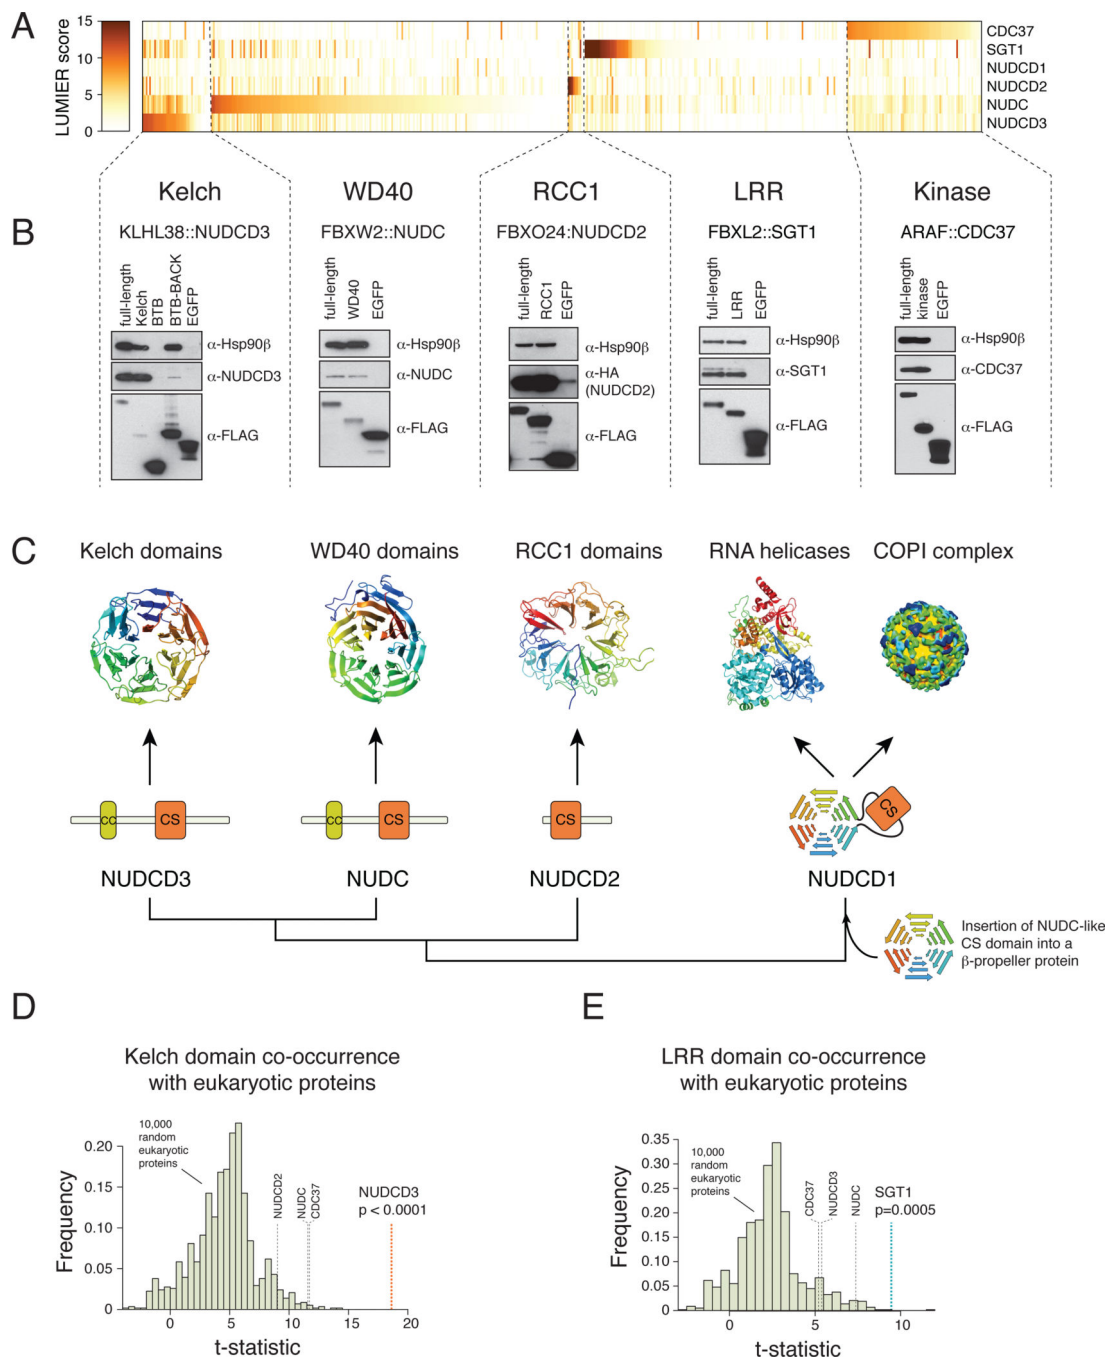 A
LUMIER score
15
10
5
0
CDC37
SGT1
NUDCD1
NUDCD2
NUDC
NUDCD3
Kelch
WD40
RCC1
LRR
Kinase
B
KLHL38::NUDCD3
FBXW2::NUDC
FBXO24:NUDCD2
FBXL2::SGT1
ARAF::CDC37
full-length
Kelch
BTB
BTB-BACK
EGFP
α-Hsp90β
α-NUDCD3
α-FLAG
full-length
WD40
EGFP
α-Hsp90β
α-NUDC
α-FLAG
full-length
RCC1
EGFP
α-Hsp90β
α-HA
(NUDCD2)
α-FLAG
full-length
LRR
EGFP
α-Hsp90β
α-SGT1
α-FLAG
full-length
kinase
EGFP
α-Hsp90β
α-CDC37
α-FLAG
C
Kelch domains
WD40 domains
RCC1 domains
RNA helicases
COPI complex
cc
CS
cc
CS
CS
CS
NUDCD3
NUDC
NUDCD2
NUDCD1
Insertion of NUDC-like
CS domain into a
β-propeller protein
D
Kelch domain co-occurrence
with eukaryotic proteins
Frequency
0.20
0.15
0.10
0.05
0
10,000
random
eukaryotic
proteins
NUDCD2
NUDC
CDC37
NUDCD3
p < 0.0001
0
5
10
15
20
t-statistic
E
LRR domain co-occurrence
with eukaryotic proteins
Frequency
0.35
0.30
0.25
0.20
0.15
0.10
0.05
0
10,000
random
eukaryotic
proteins
CDC37
NUDCD3
NUDC
SGT1
p=0.0005
0
5
10
t-statistic